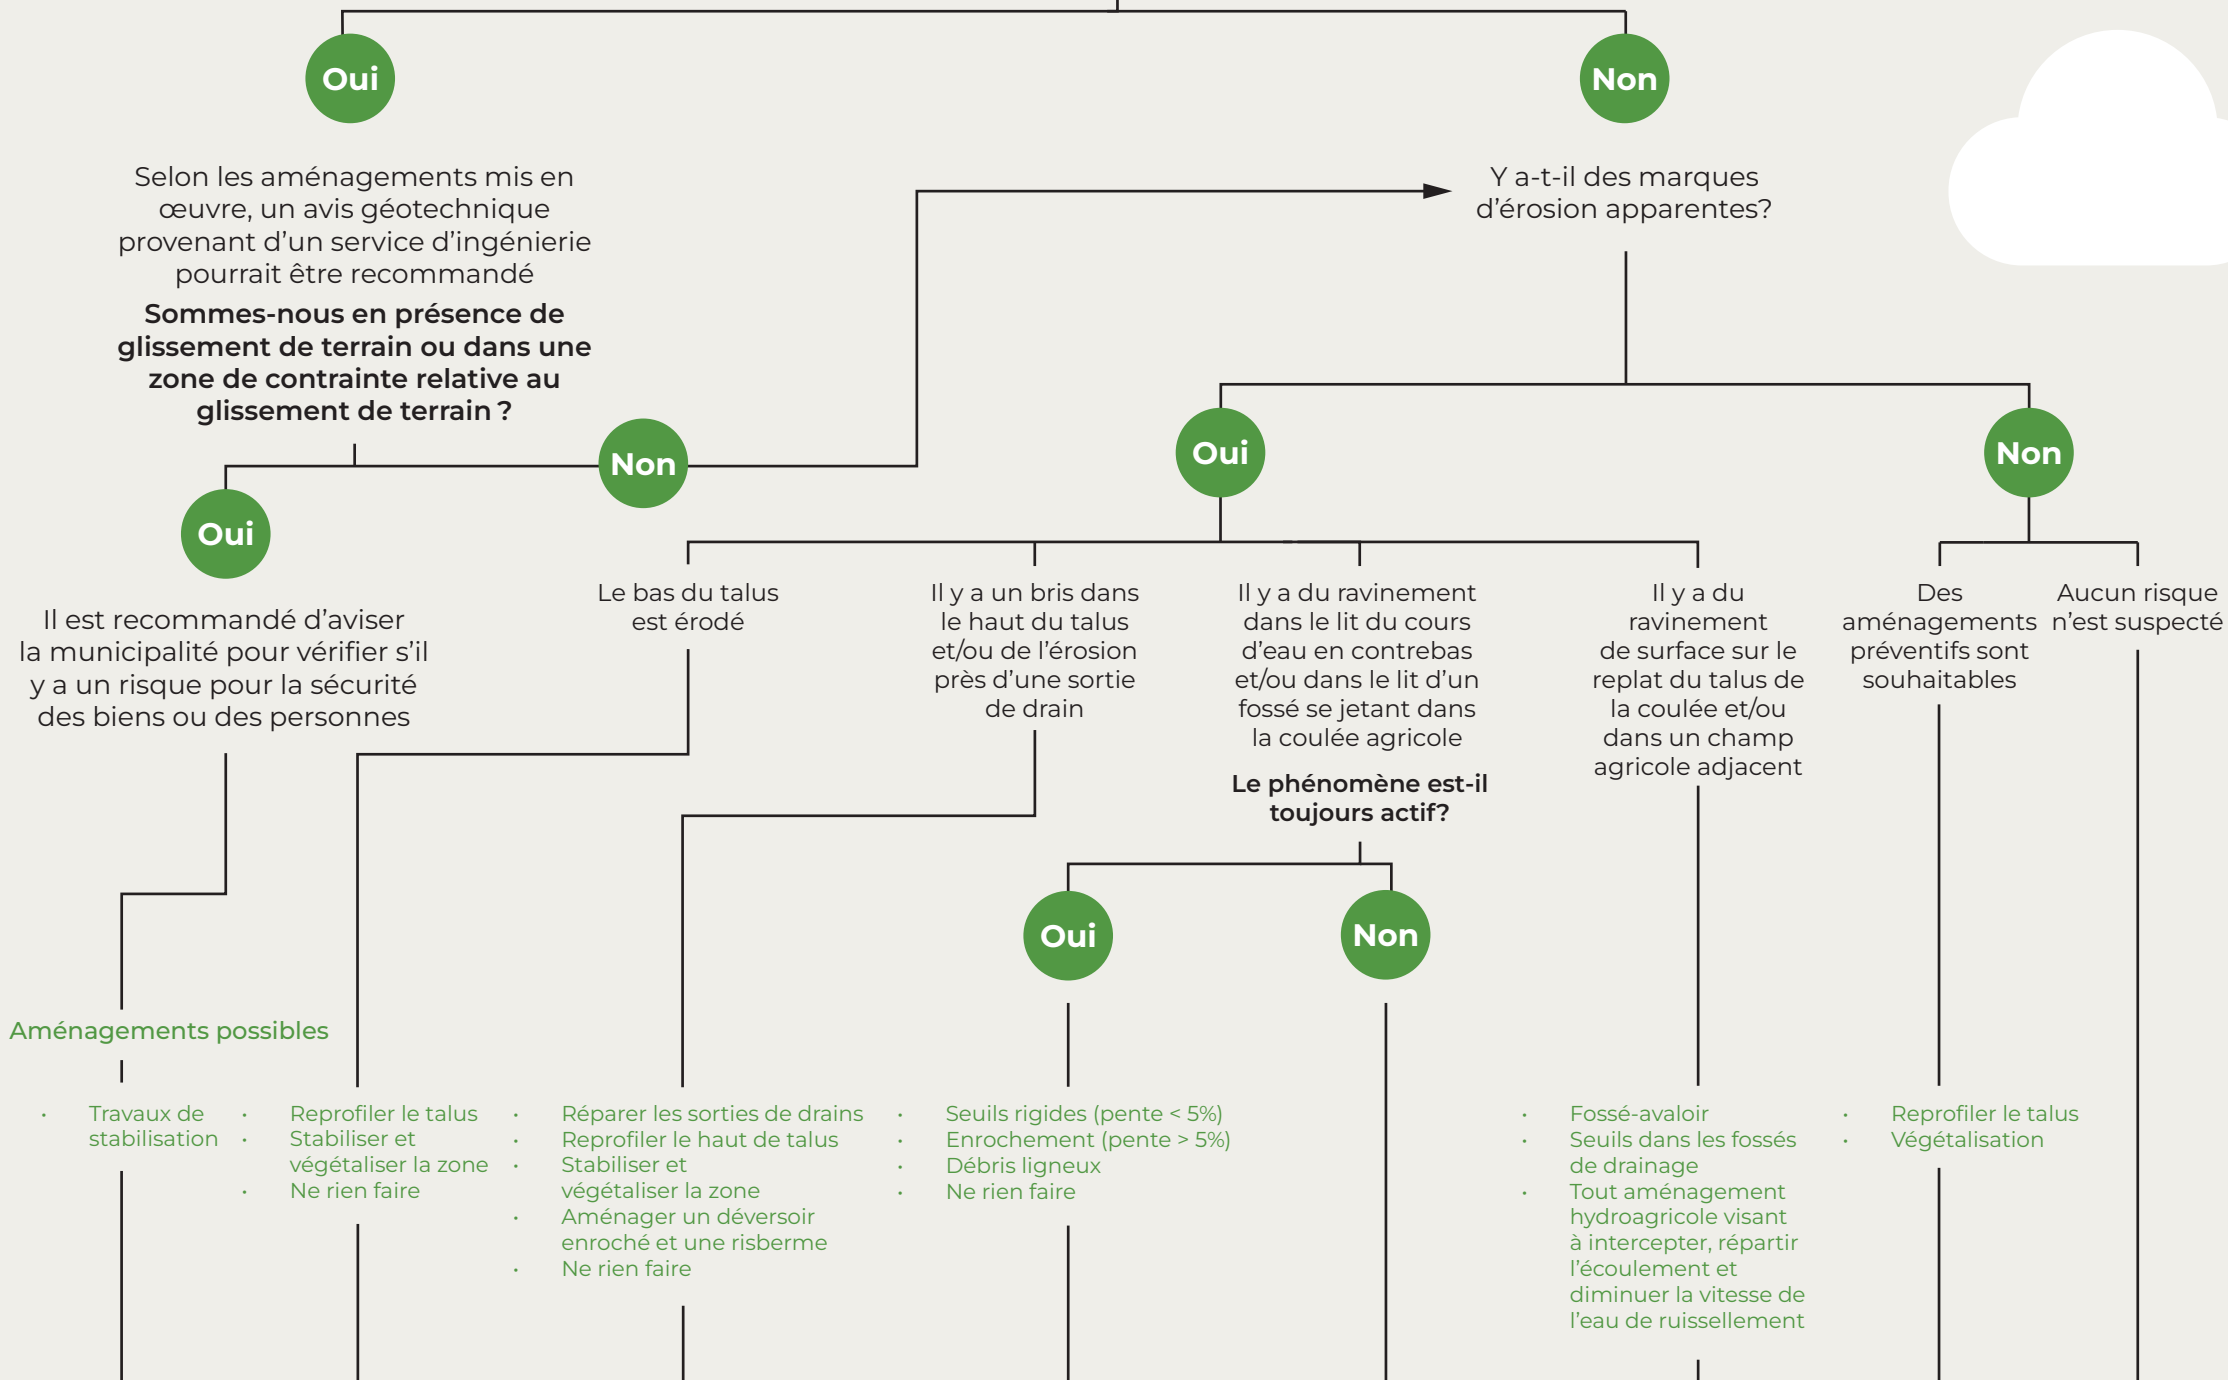 Oui
Non
Selon les aménagements mis en
œuvre, un avis géotechnique
provenant d'un service d'ingénierie
pourrait être recommandé
Sommes-nous en présence de
glissement de terrain ou dans une
zone de contrainte relative au
glissement de terrain ?
Y a-t-il des marques
d'érosion apparentes?
Non
Oui
Oui
Non
Il est recommandé d'aviser
la municipalité pour vérifier s'il
y a un risque pour la sécurité
des biens ou des personnes
Le bas du talus
est érodé
Il y a un bris dans
le haut du talus
et/ou de l'érosion
près d'une sortie
de drain
Il y a du ravinement
dans le lit du cours
d'eau en contrebas
et/ou dans le lit d'un
fossé se jetant dans
la coulée agricole
Le phénomène est-il
toujours actif?
Il y a du
ravinement
de surface sur le
replat du talus de
la coulée et/ou
dans un champ
agricole adjacent
Des
aménagements
préventifs sont
souhaitables
Aucun risque
n'est suspecté
Oui
Non
Aménagements possibles
• Travaux de
stabilisation
• Reprofiler le talus
• Stabiliser et
végétaliser la zone
• Ne rien faire
• Réparer les sorties de drains
• Reprofiler le haut de talus
• Stabiliser et
végétaliser la zone
• Aménager un déversoir
enroché et une risberme
• Ne rien faire
• Seuils rigides (pente < 5%)
• Enrochement (pente > 5%)
• Débris ligneux
• Ne rien faire
• Fossé-avaloir
• Seuils dans les fossés
de drainage
• Tout aménagement
hydroagricole visant
à intercepter, répartir
l'écoulement et
diminuer la vitesse de
l'eau de ruissellement
• Reprofiler le talus
• Végétalisation